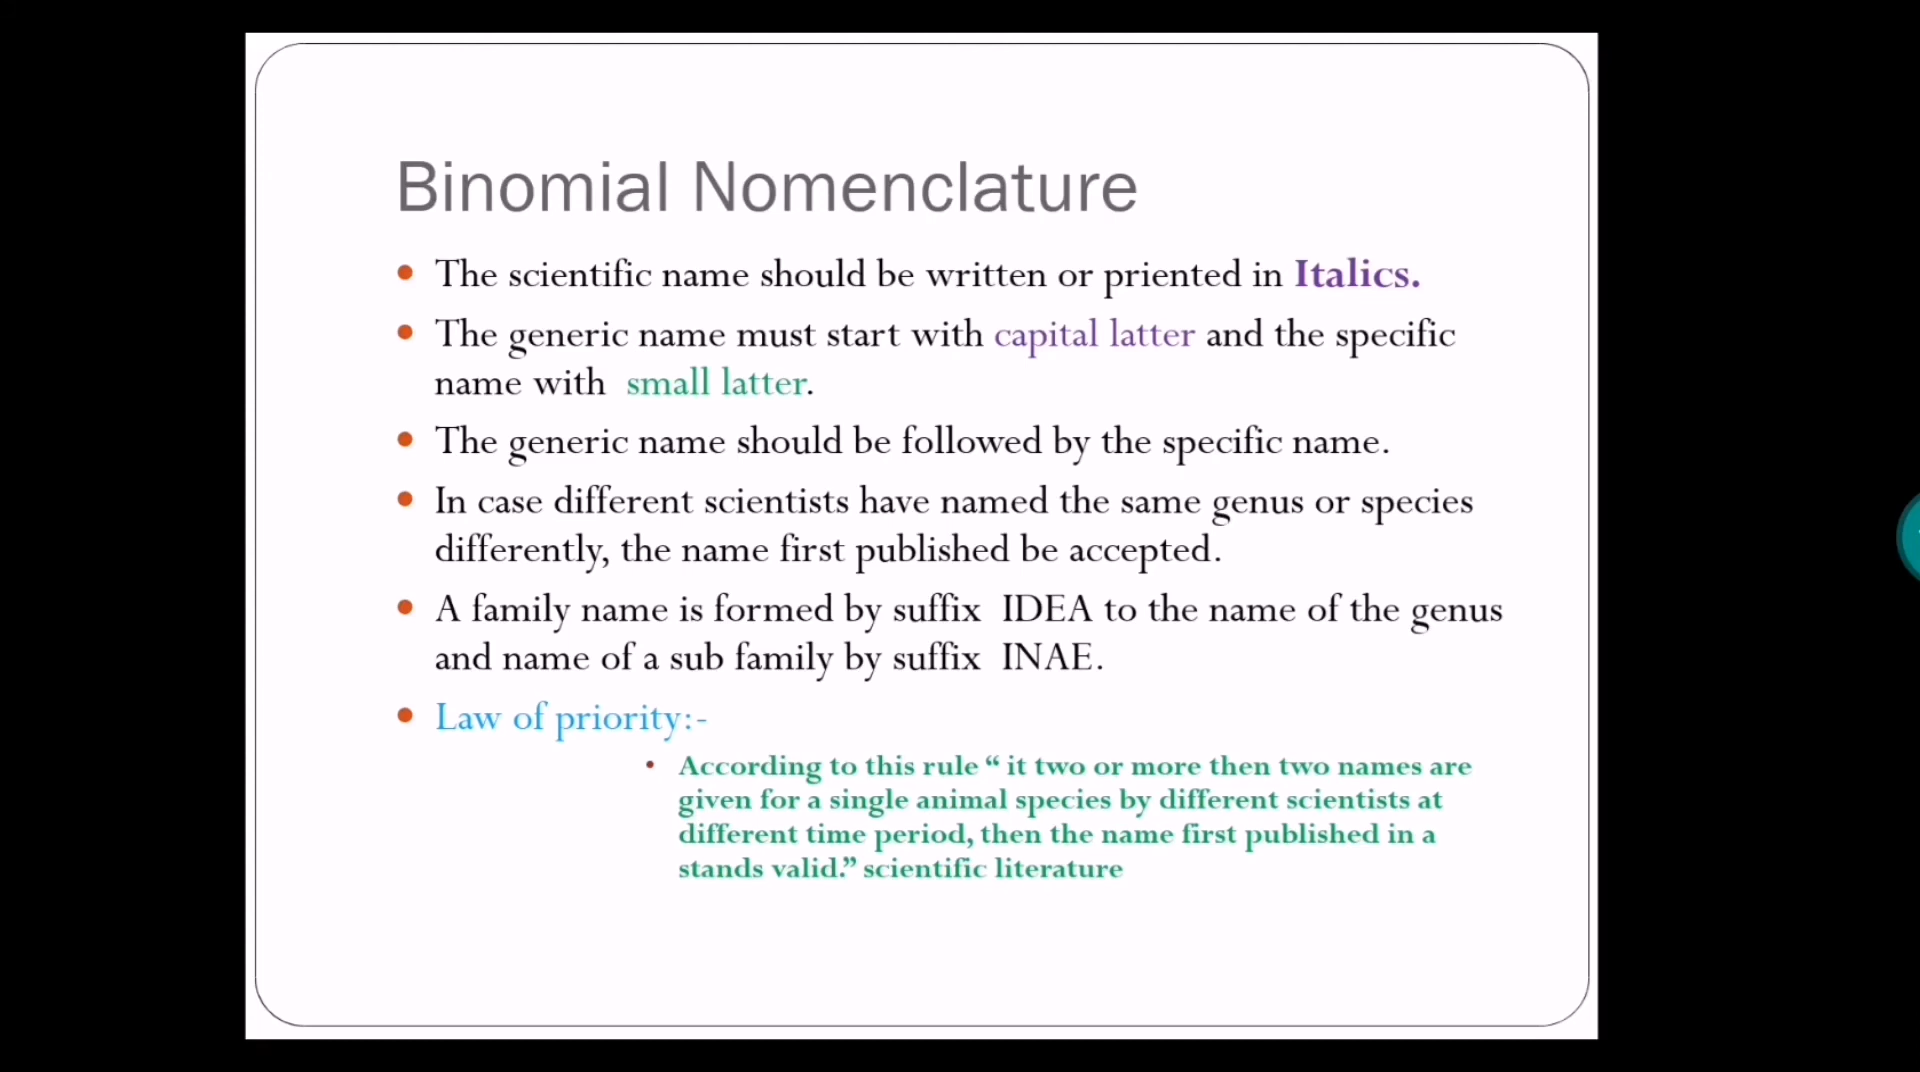 Binomial Nomenclature
• The scientific name should be written or priented in Italics.
• The generic name must start with capital latter and the specific
name with small latter.
• The generic name should be followed by the specific name.
• In case different scientists have named the same genus or species
differently, the name first published be accepted.
• A family name is formed by suffix IDEA to the name of the genus
and name of a sub family by suffix INAE.
• Law of priority:-
• According to this rule “ it two or more then two names are
given for a single animal species by different scientists at
different time period, then the name first published in a
stands valid.” scientific literature